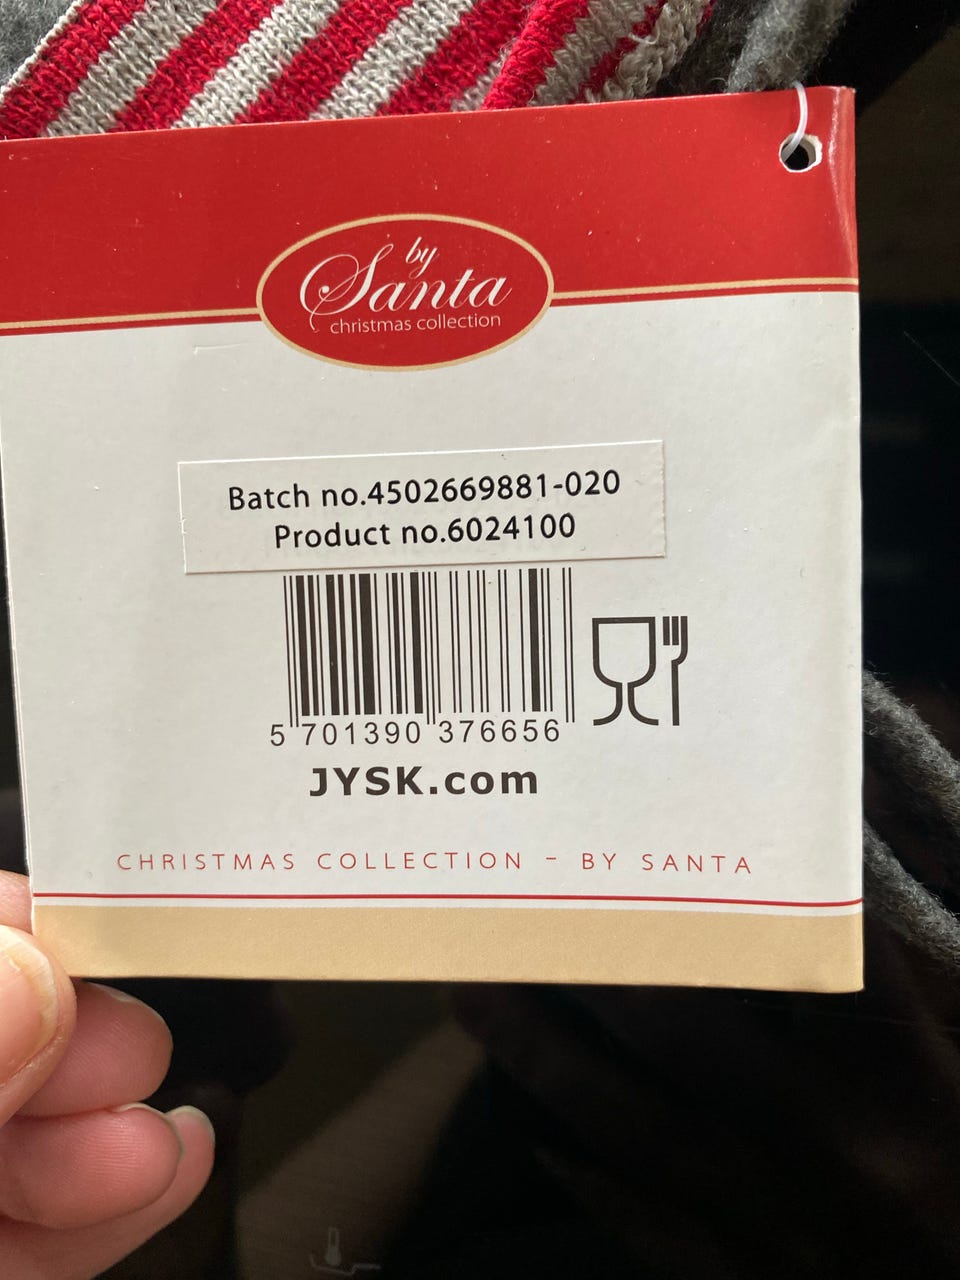 by
Santa
christmas collection
Batch no.4502669881-020
Product no.6024100
5 701390 376656
JYSK.com
CHRISTMAS COLLECTION - BY SANTA